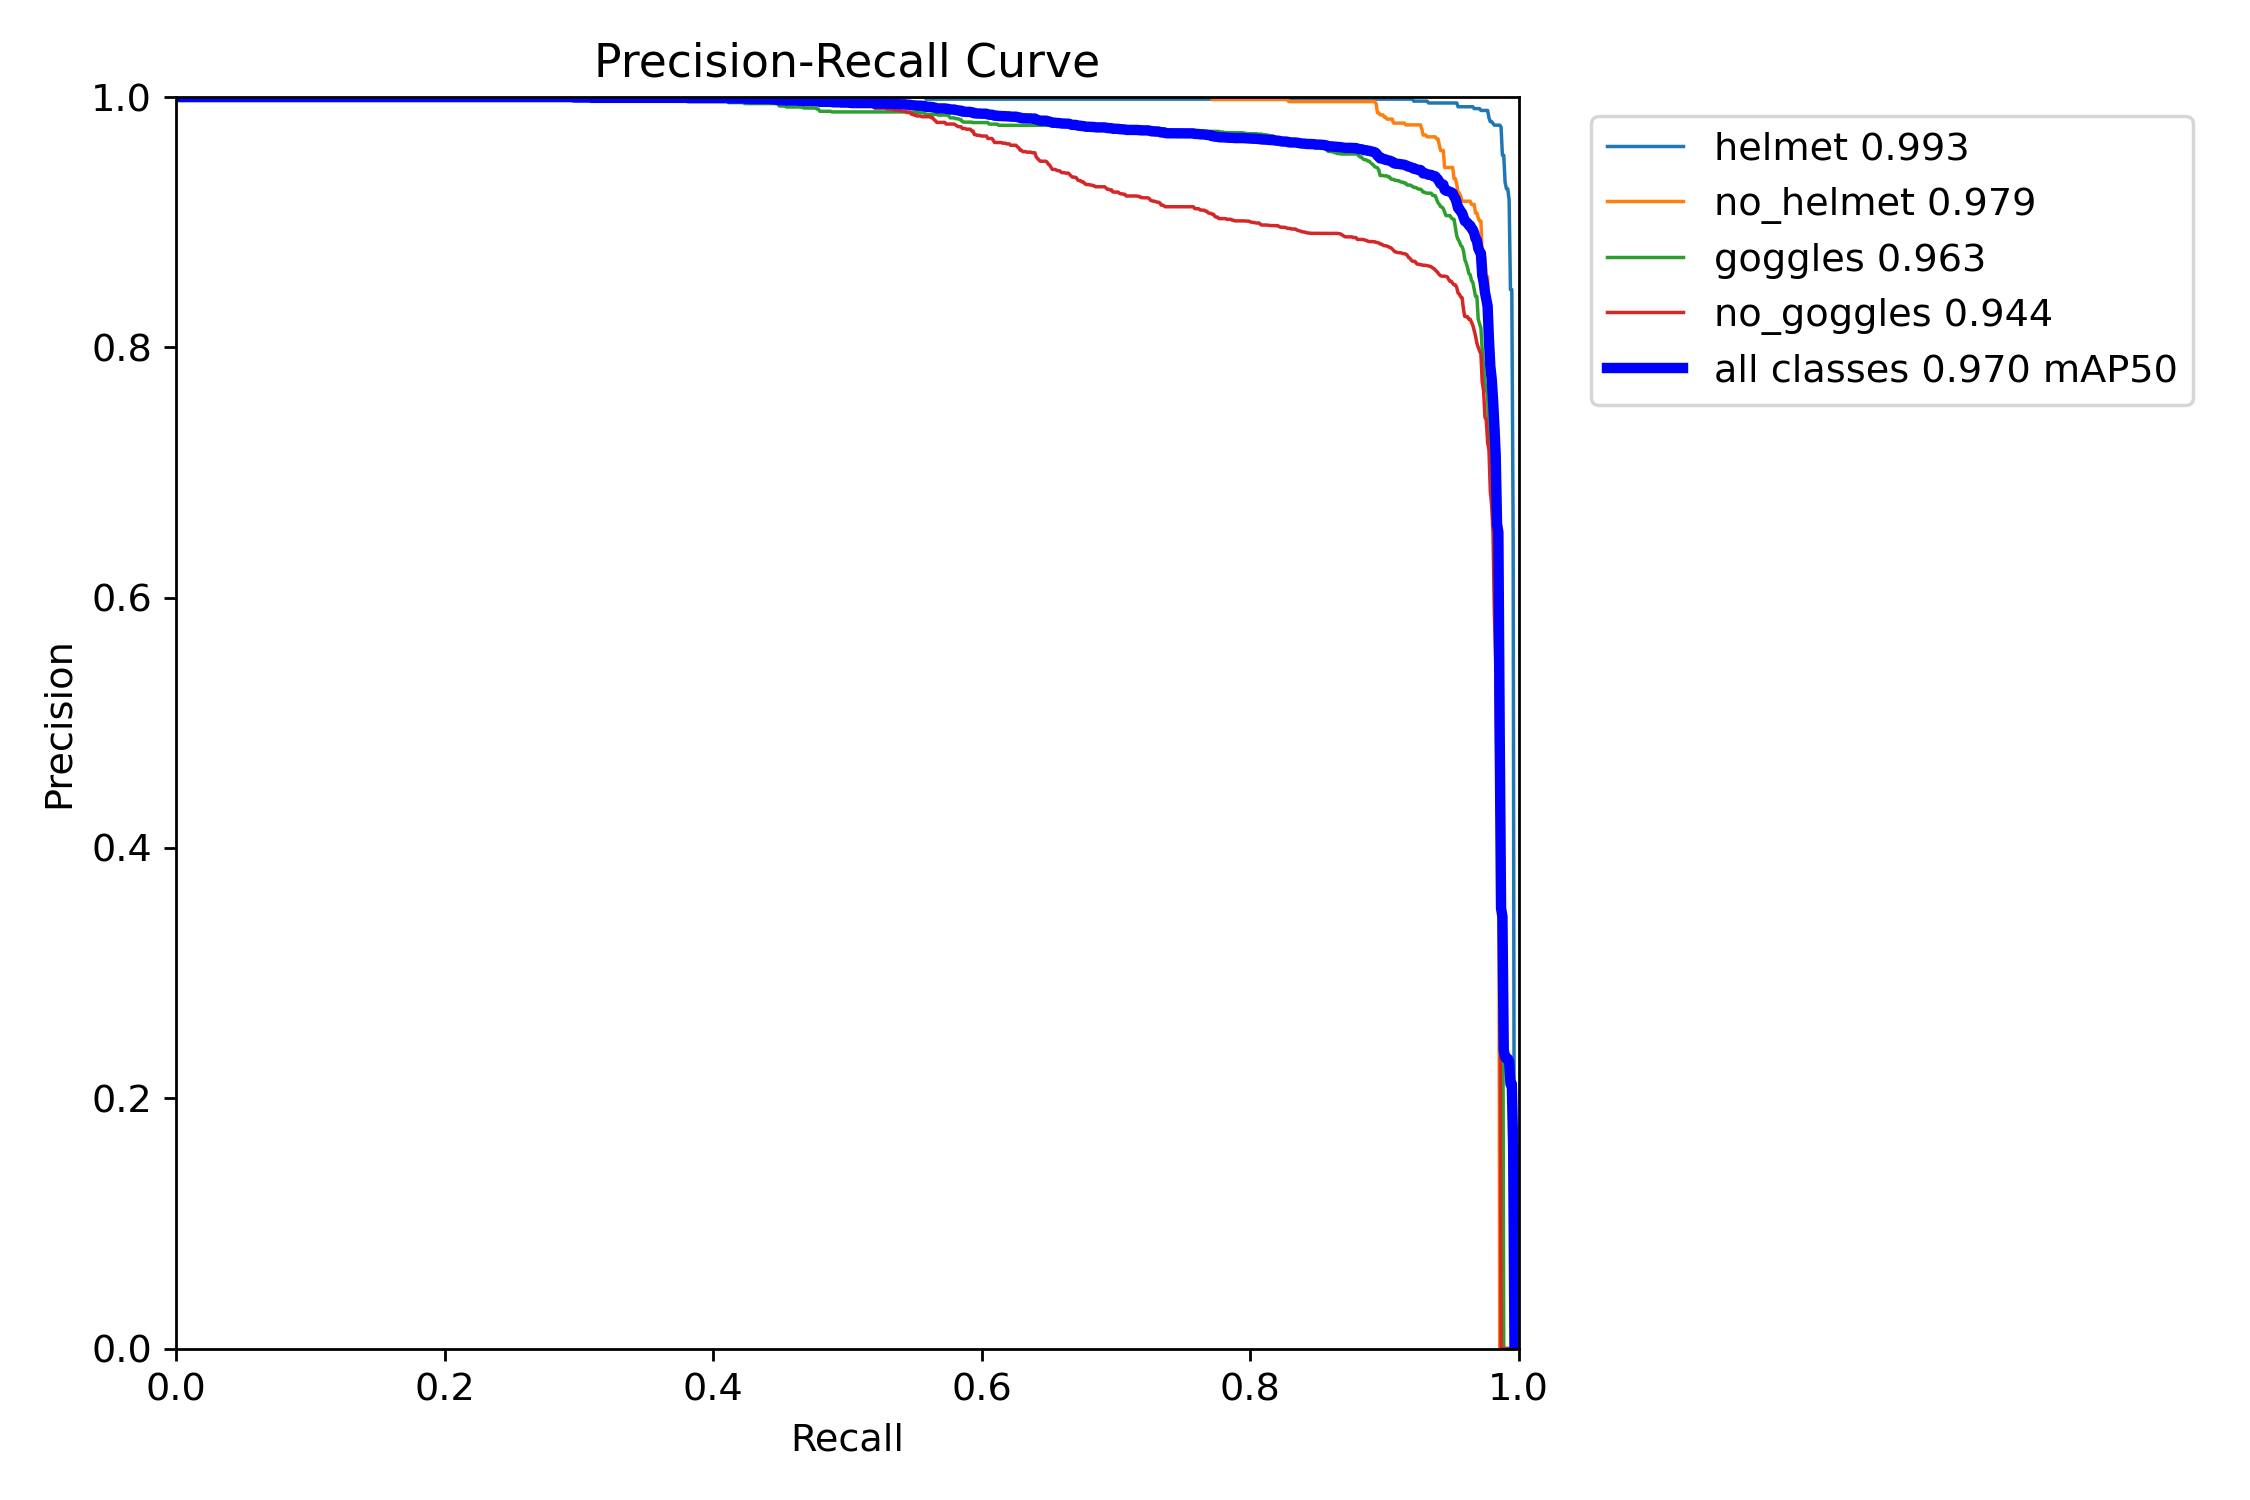 Precision-Recall Curve
1.0
0.8
0.6
0.4
0.2
0.0
Precision
0.0 0.2 0.4 0.6 0.8 1.0
Recall
helmet 0.993
no_helmet 0.979
goggles 0.963
no_goggles 0.944
all classes 0.970 mAP50